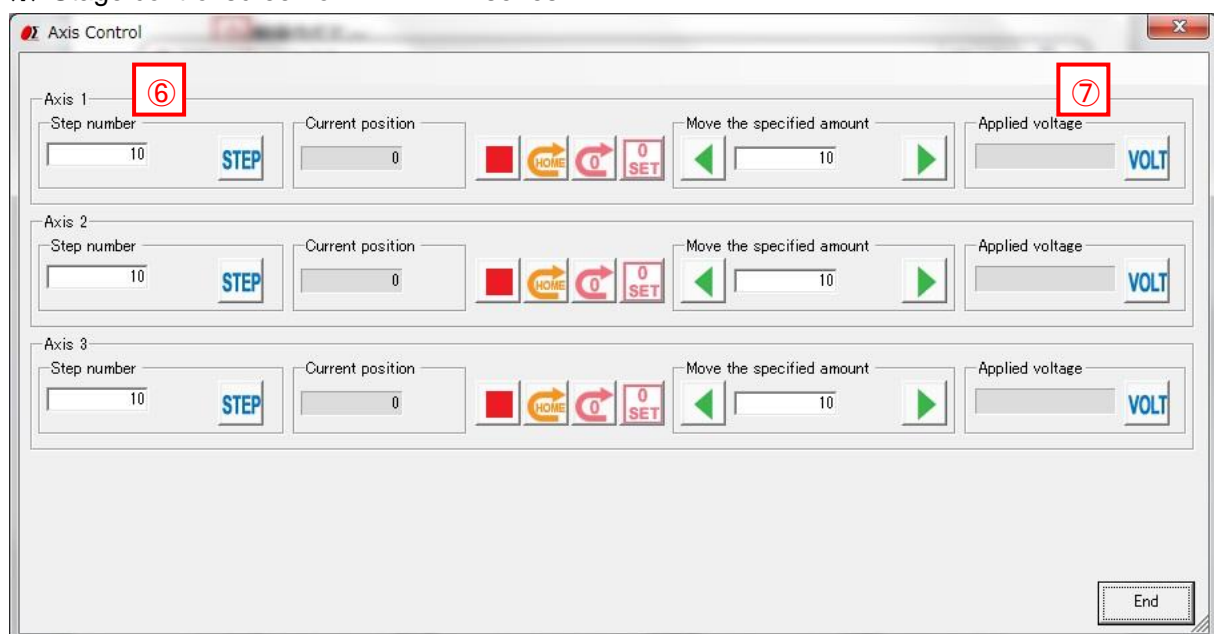 Axis Control
⑥
⑦
Axis 1
Step number Current position Move the specified amount Applied voltage
10 STEP 0 HOME 0 0 SET 10 VOLT
Axis 2
Step number Current position Move the specified amount Applied voltage
10 STEP 0 HOME 0 0 SET 10 VOLT
Axis 3
Step number Current position Move the specified amount Applied voltage
10 STEP 0 HOME 0 0 SET 10 VOLT
End